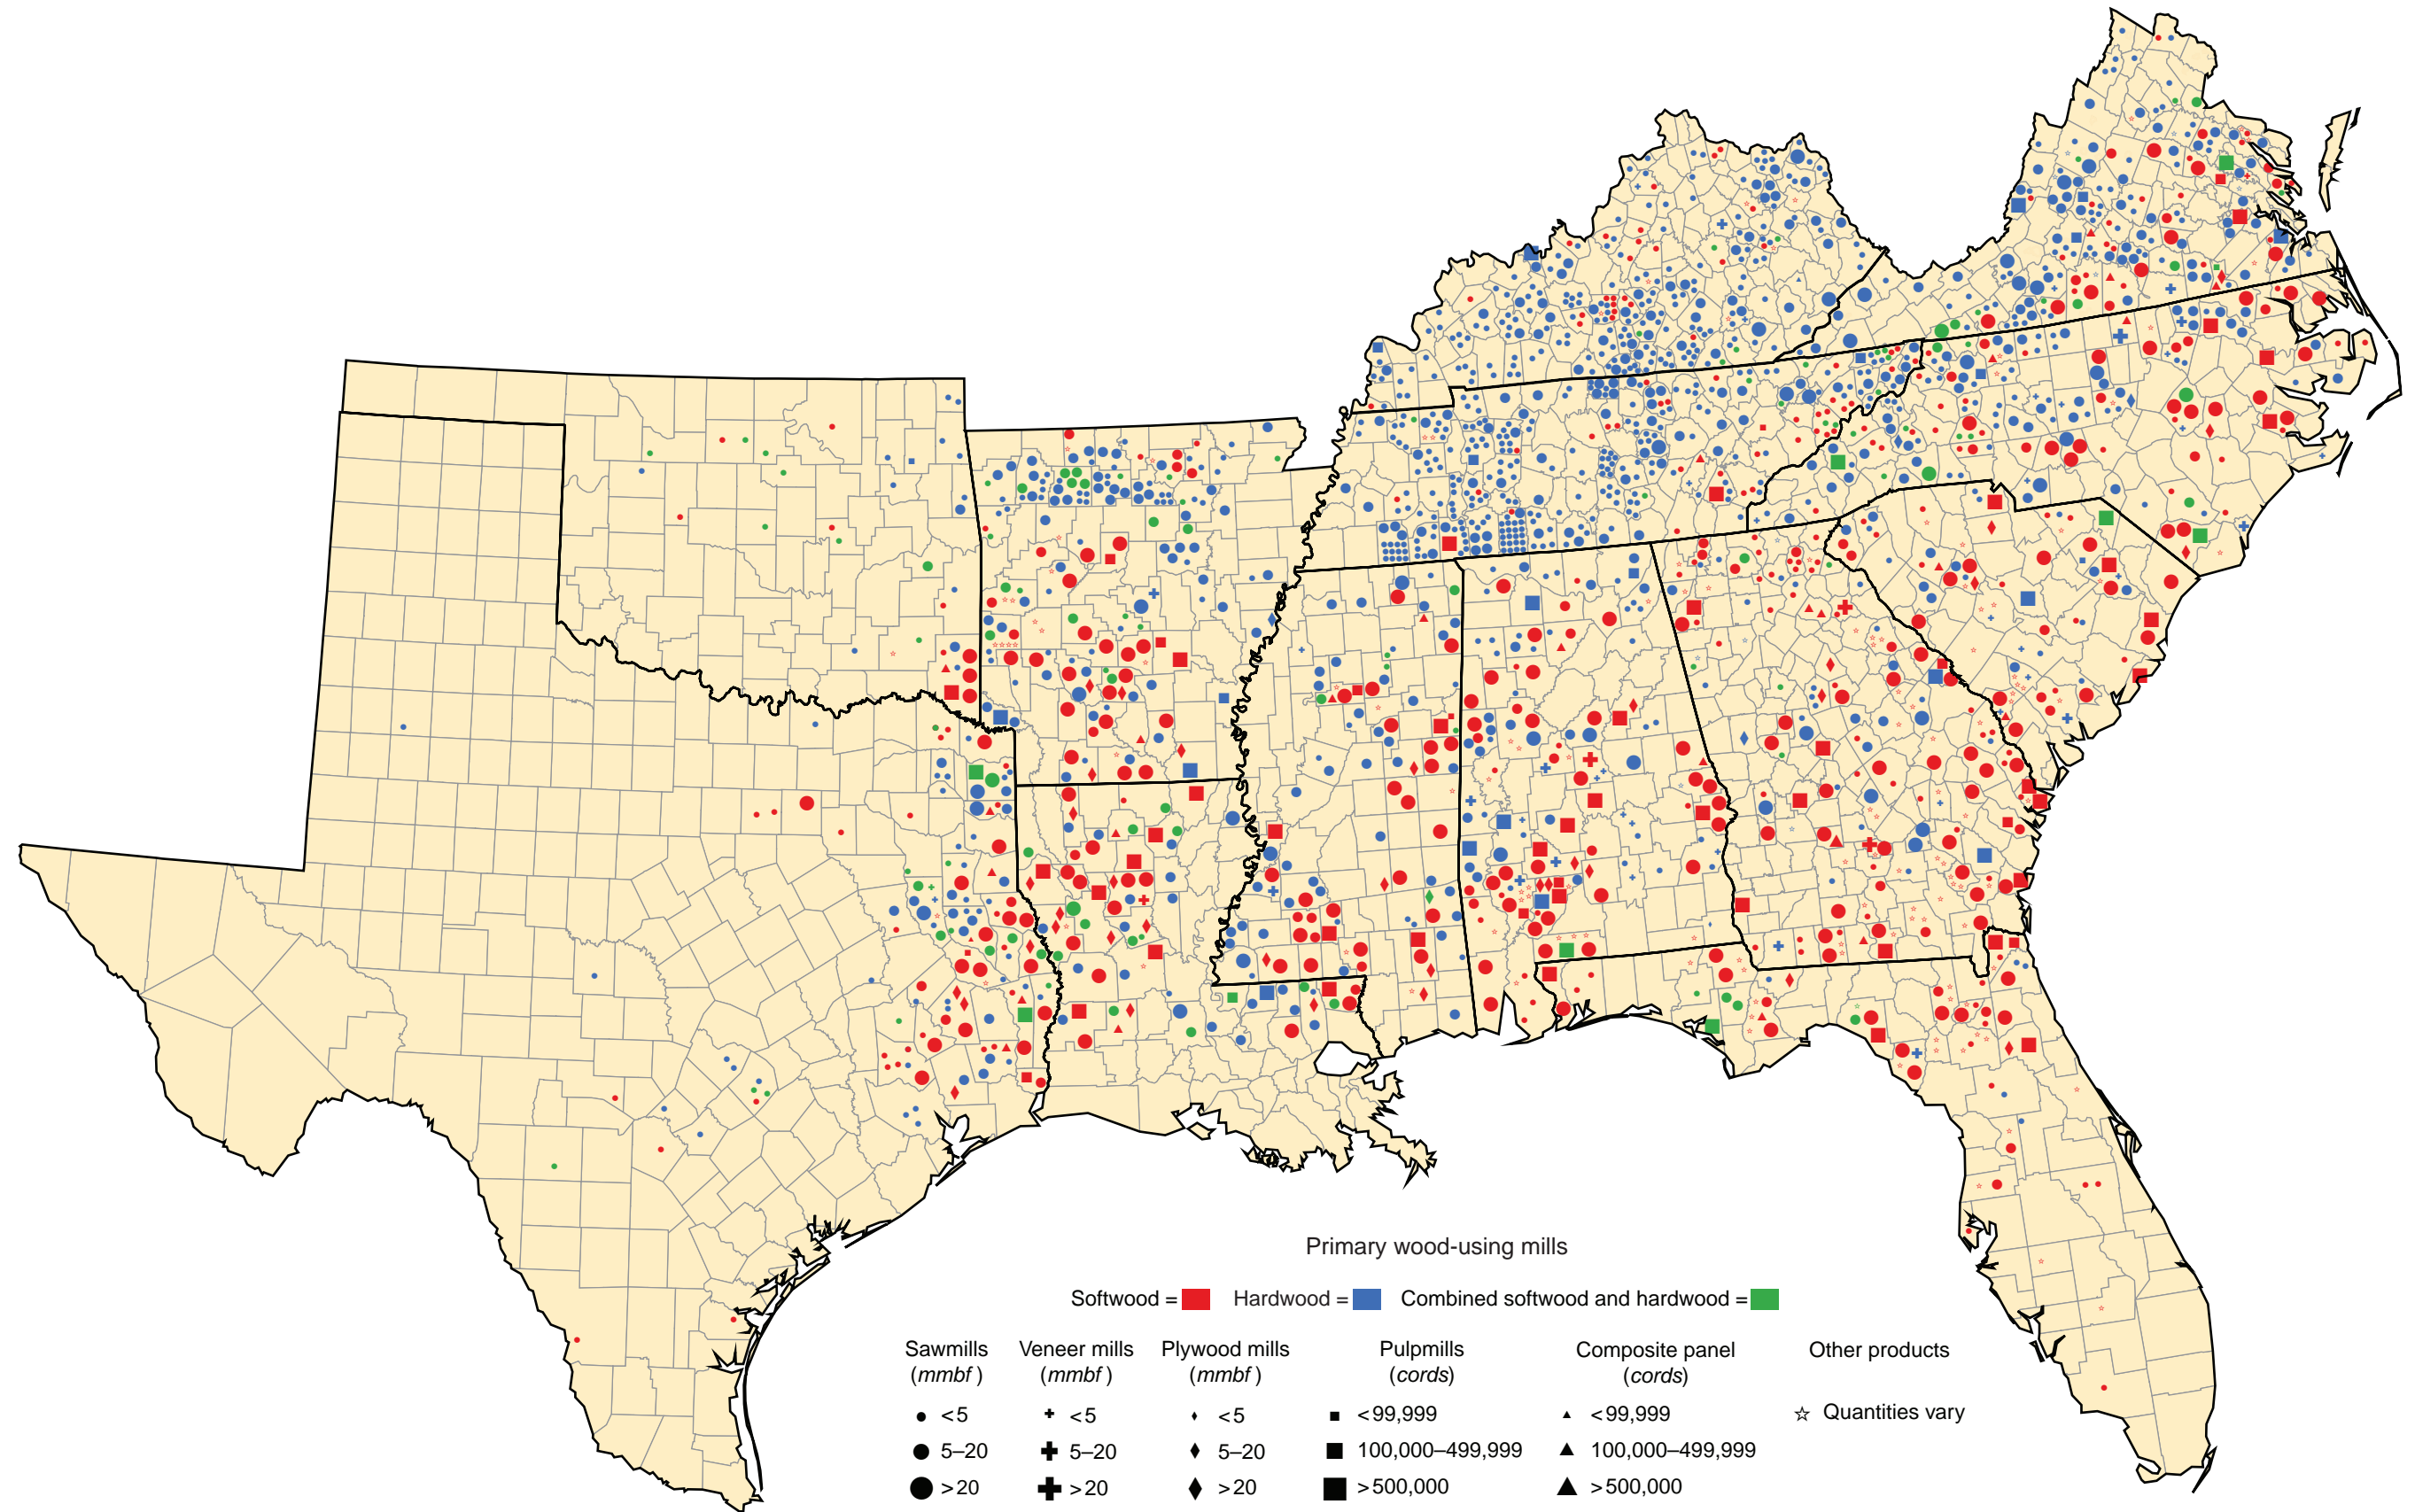 Primary wood-using mills
Softwood = Hardwood = Combined softwood and hardwood =
Sawmills Veneer mills Plywood mills Pulpmills Composite panel Other products
(mmbf ) (mmbf ) (mmbf ) (cords) (cords)
<5 <5 <5 <99,999 <99,999 Quantities vary
5–20 5–20 5–20 100,000–499,999 100,000–499,999
>20 >20 >20 >500,000 >500,000